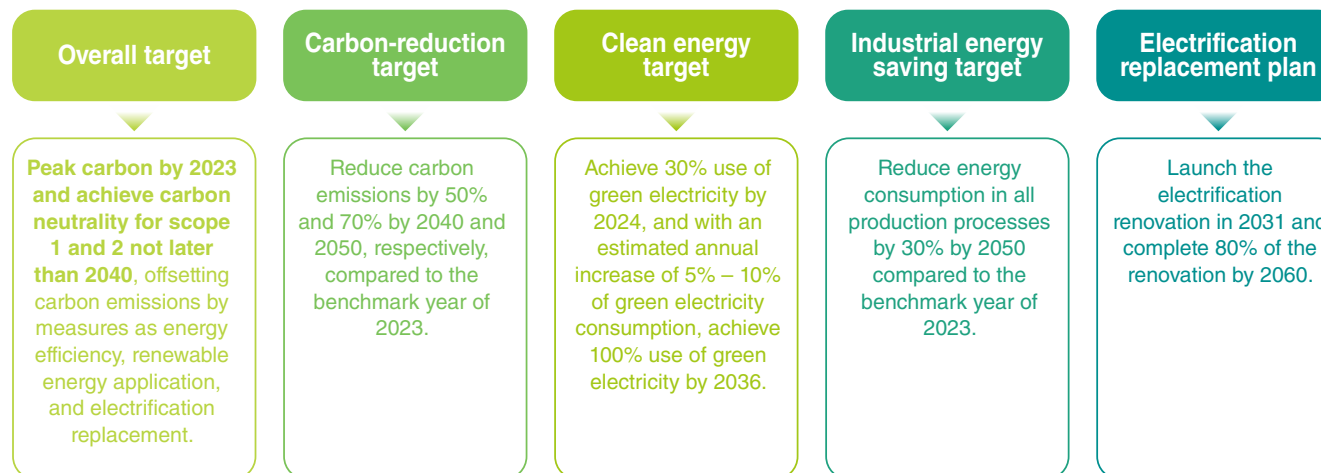 Overall target
Peak carbon by 2023
and achieve carbon
neutrality for scope
1 and 2 not later
than 2040, offsetting
carbon emissions by
measures as energy
efficiency, renewable
energy application,
and electrification
replacement.
Carbon-reduction
target
Reduce carbon
emissions by 50%
and 70% by 2040 and
2050, respectively,
compared to the
benchmark year of
2023.
Clean energy
target
Achieve 30% use of
green electricity by
2024, and with an
estimated annual
increase of 5% – 10%
of green electricity
consumption, achieve
100% use of green
electricity by 2036.
Industrial energy
saving target
Reduce energy
consumption in all
production processes
by 30% by 2050
compared to the
benchmark year of
2023.
Electrification
replacement plan
Launch the
electrification
renovation in 2031 and
complete 80% of the
renovation by 2060.